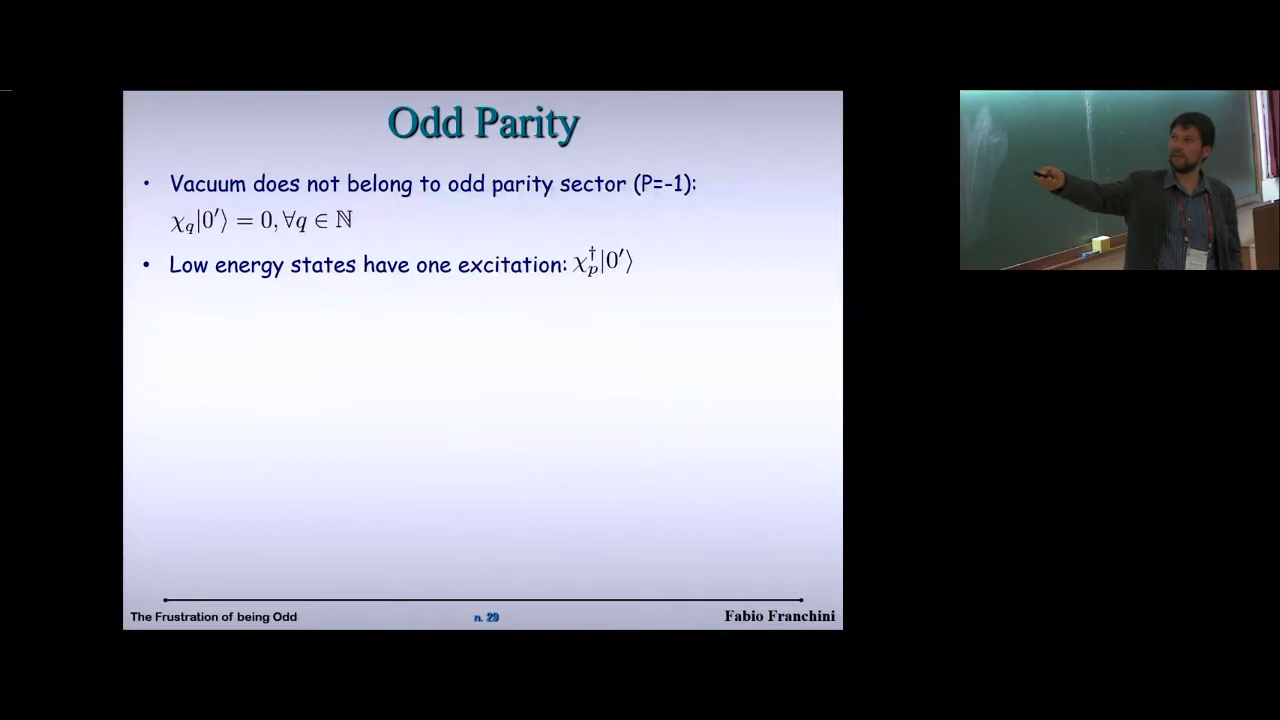 Odd Parity
• Vacuum does not belong to odd parity sector (P=-1):
χ_q|0′⟩ = 0, ∀q ∈ ℕ
• Low energy states have one excitation: χ_p^†|0′⟩
The Frustration of being Odd
n. 29
Fabio Franchini